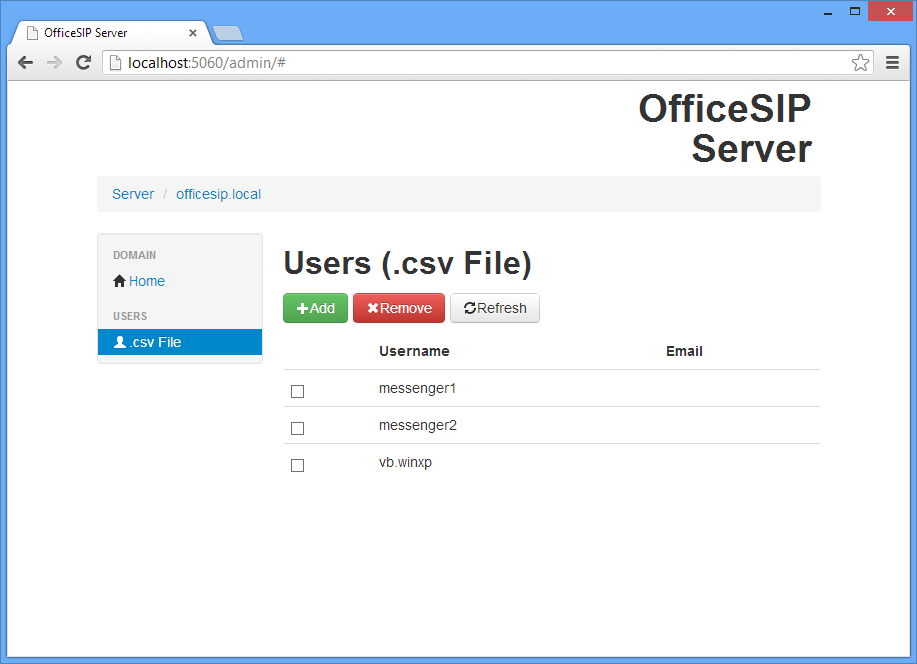 OfficeSIP Server
localhost:5060/admin/#
OfficeSIP
Server
Server / officesip.local
DOMAIN
Home
USERS
.csv File
Users (.csv File)
Add Remove Refresh
Username Email
messenger1
messenger2
vb.winxp